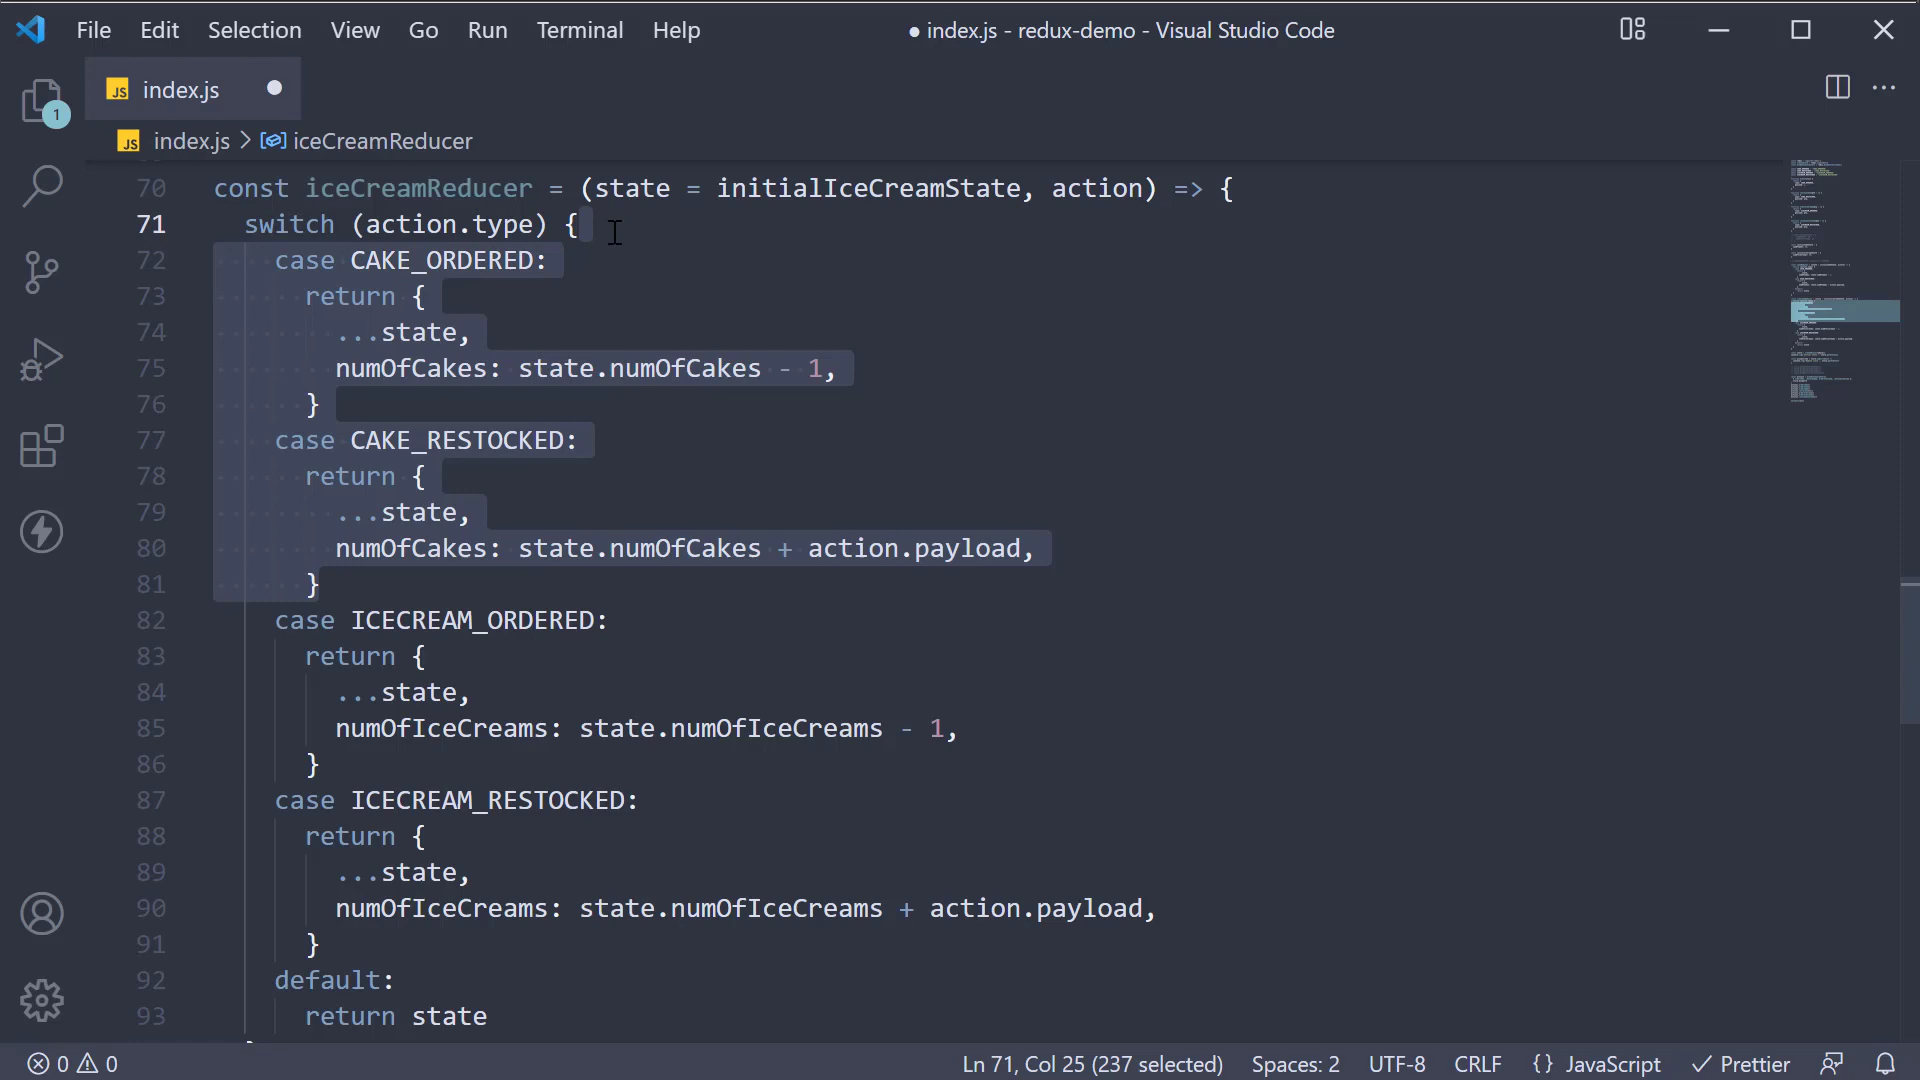 File Edit Selection View Go Run Terminal Help ● index.js - redux-demo - Visual Studio Code
JS index.js
1
JS index.js > iceCreamReducer
70 const iceCreamReducer = (state = initialIceCreamState, action) => {
71 switch (action.type) {
72 case CAKE_ORDERED:
73 return {
74 ...state,
75 numOfCakes: state.numOfCakes - 1,
76 }
77 case CAKE_RESTOCKED:
78 return {
79 ...state,
80 numOfCakes: state.numOfCakes + action.payload,
81 }
82 case ICECREAM_ORDERED:
83 return {
84 ...state,
85 numOfIceCreams: state.numOfIceCreams - 1,
86 }
87 case ICECREAM_RESTOCKED:
88 return {
89 ...state,
90 numOfIceCreams: state.numOfIceCreams + action.payload,
91 }
92 default:
93 return state
0 0 Ln 71, Col 25 (237 selected) Spaces: 2 UTF-8 CRLF {} JavaScript Prettier